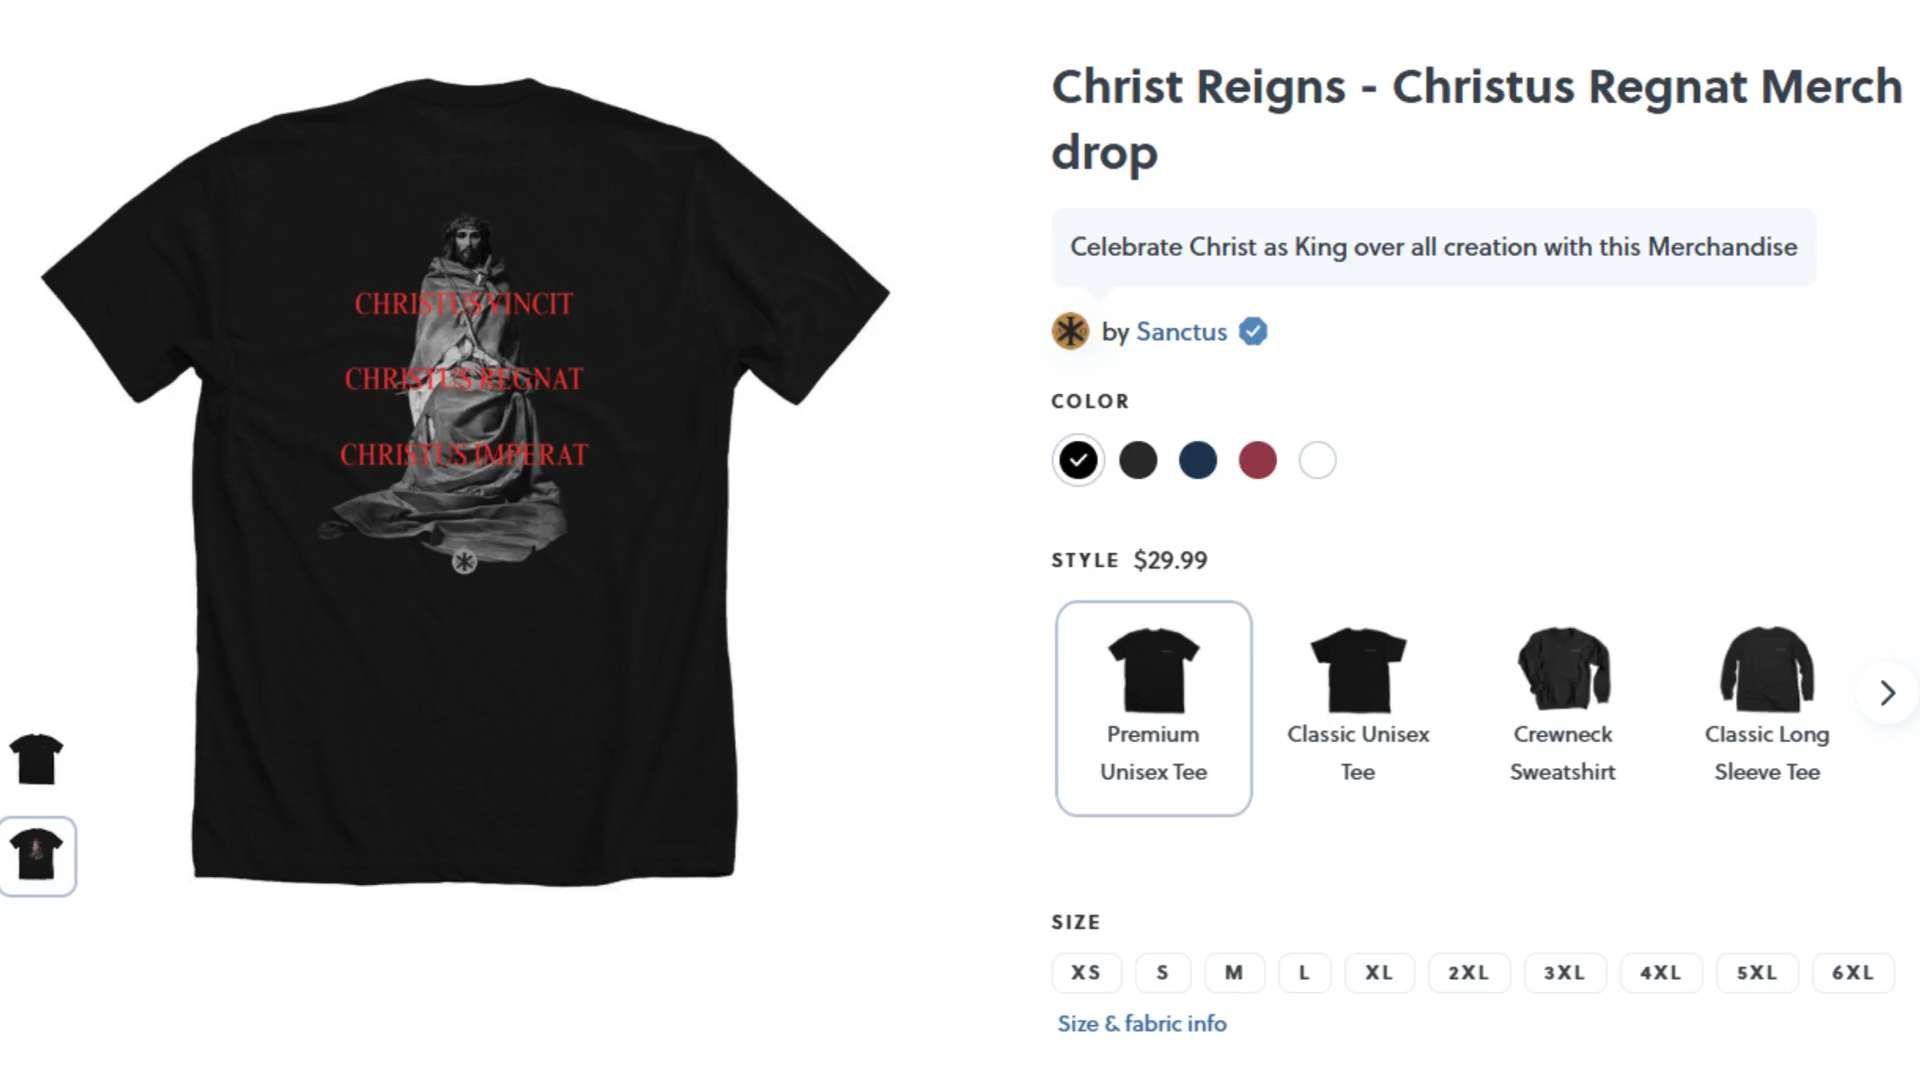 CHRISTUS VINCIT
CHRISTUS REGNAT
CHRISTUS IMPERAT
Christ Reigns - Christus Regnat Merch
drop
Celebrate Christ as King over all creation with this Merchandise
by Sanctus
COLOR
STYLE $29.99
Premium
Unisex Tee
Classic Unisex
Tee
Crewneck
Sweatshirt
Classic Long
Sleeve Tee
SIZE
XS S M L XL 2XL 3XL 4XL 5XL 6XL
Size & fabric info